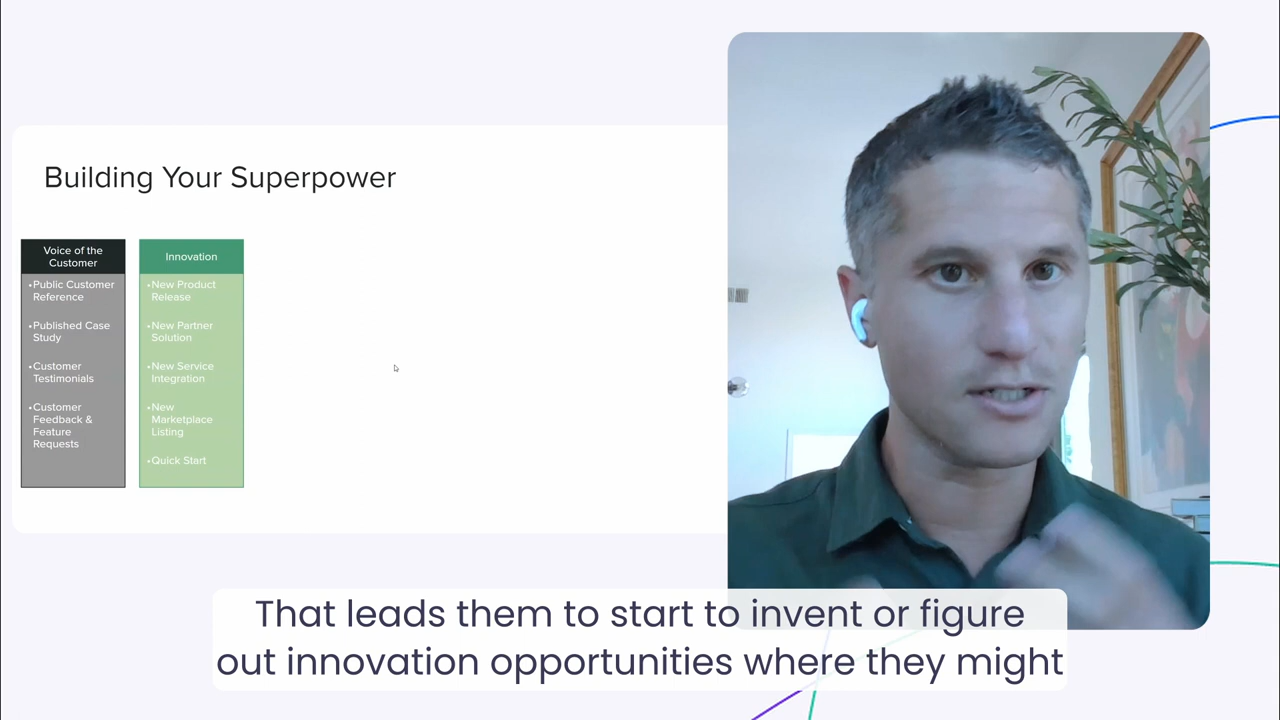 Building Your Superpower
Voice of the
Customer
•Public Customer
Reference
•Published Case
Study
•Customer
Testimonials
•Customer
Feedback &
Feature
Requests
Innovation
•New Product
Release
•New Partner
Solution
•New Service
Integration
•New
Marketplace
Listing
•Quick Start
That leads them to start to invent or figure
out innovation opportunities where they might